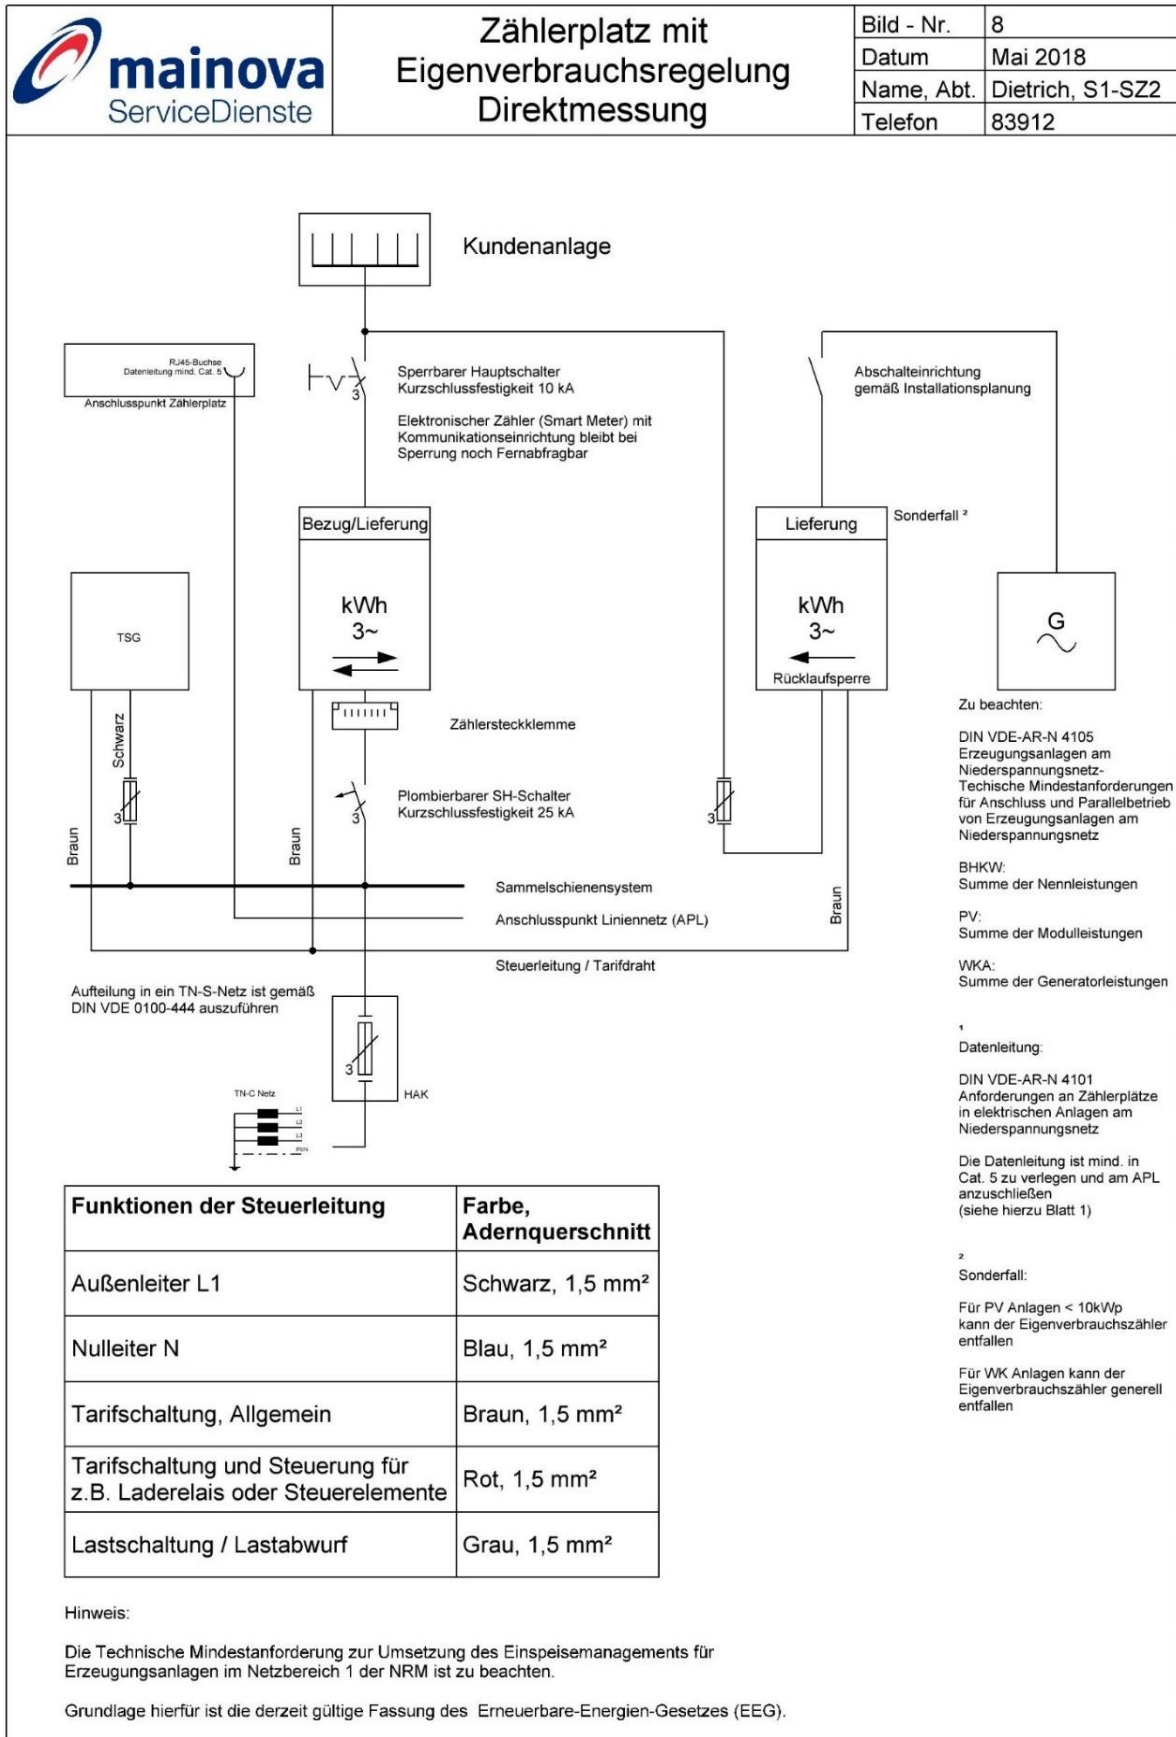 mainova
ServiceDienste
Zählerplatz mit
Eigenverbrauchsregelung
Direktmessung
Bild - Nr. 8
Datum Mai 2018
Name, Abt. Dietrich, S1-SZ2
Telefon 83912
Kundenanlage
RJ45-Buchse
Datenleitung mind. Cat. 5
Anschlusspunkt Zählerplatz
3
Sperrbarer Hauptschalter
Kurzschlussfestigkeit 10 kA
Elektronischer Zähler (Smart Meter) mit
Kommunikationseinrichtung bleibt bei
Sperrung noch Fernabfragbar
Abschalteinrichtung
gemäß Installationsplanung
Bezug/Lieferung
kWh
3~
Lieferung
kWh
3~
Rücklaufsperre
Sonderfall ²
TSG
G
Schwarz
3
Braun
Zählersteckklemme
Plombierbarer SH-Schalter
Kurzschlussfestigkeit 25 kA
3
Braun
3
Braun
Sammelschienensystem
Anschlusspunkt Liniennetz (APL)
Steuerleitung / Tarifdraht
Aufteilung in ein TN-S-Netz ist gemäß
DIN VDE 0100-444 auszuführen
3
HAK
TN-C Netz
L1
L2
L3
PEN
Zu beachten:
DIN VDE-AR-N 4105
Erzeugungsanlagen am
Niederspannungsnetz-
Techische Mindestanforderungen
für Anschluss und Parallelbetrieb
von Erzeugungsanlagen am
Niederspannungsnetz
BHKW:
Summe der Nennleistungen
PV:
Summe der Modulleistungen
WKA:
Summe der Generatorleistungen
¹
Datenleitung:
DIN VDE-AR-N 4101
Anforderungen an Zählerplätze
in elektrischen Anlagen am
Niederspannungsnetz
Die Datenleitung ist mind. in
Cat. 5 zu verlegen und am APL
anzuschließen
(siehe hierzu Blatt 1)
²
Sonderfall:
Für PV Anlagen < 10kWp
kann der Eigenverbrauchszähler
entfallen
Für WK Anlagen kann der
Eigenverbrauchszähler generell
entfallen
Funktionen der Steuerleitung
Farbe,
Adernquerschnitt
Außenleiter L1
Schwarz, 1,5 mm²
Nulleiter N
Blau, 1,5 mm²
Tarifschaltung, Allgemein
Braun, 1,5 mm²
Tarifschaltung und Steuerung für
z.B. Laderelais oder Steuerelemente
Rot, 1,5 mm²
Lastschaltung / Lastabwurf
Grau, 1,5 mm²
Hinweis:
Die Technische Mindestanforderung zur Umsetzung des Einspeisemanagements für
Erzeugungsanlagen im Netzbereich 1 der NRM ist zu beachten.
Grundlage hierfür ist die derzeit gültige Fassung des Erneuerbare-Energien-Gesetzes (EEG).